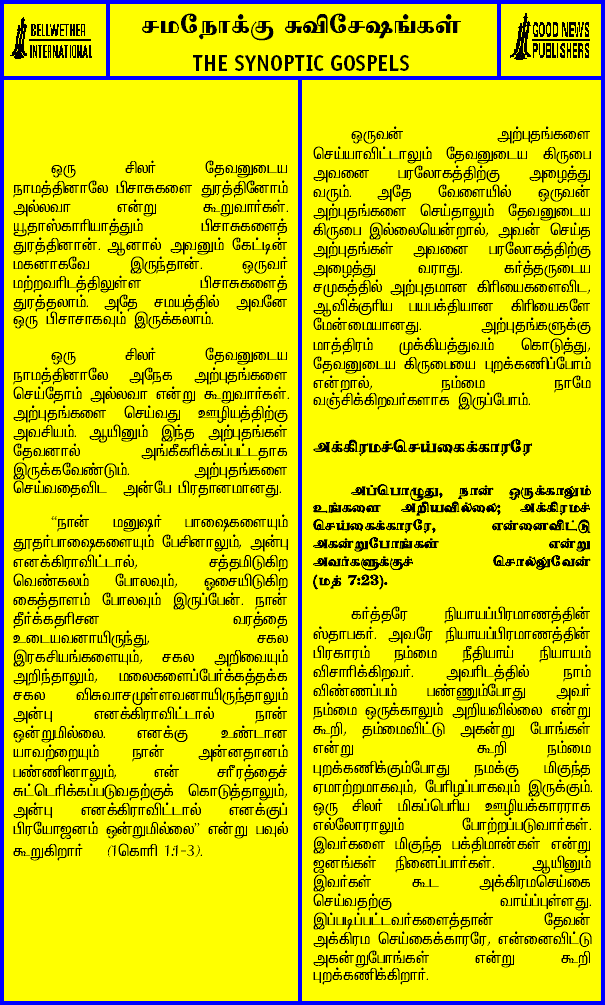 BELLWETHER
INTERNATIONAL
சமநோக்கு சுவிசேஷங்கள்
THE SYNOPTIC GOSPELS
GOOD NEWS
PUBLISHERS
ஒரு சிலர் தேவனுடைய
நாமத்தினாலே பிசாசுகளை துரத்தினோம்
அல்லவா என்று கூறுவார்கள்.
யூதாஸ்காரியாத்தும் பிசாசுகளைத்
துரத்தினான். ஆனால் அவனும் கேட்டின்
மகனாகவே இருந்தான். ஒருவர்
மற்றவரிடத்திலுள்ள பிசாசுகளைத்
துரத்தலாம். அதே சமயத்தில் அவனே
ஒரு பிசாசாகவும் இருக்கலாம்.
ஒரு சிலர் தேவனுடைய
நாமத்தினாலே அநேக அற்புதங்களை
செய்தோம் அல்லவா என்று கூறுவார்கள்.
அற்புதங்களை செய்வது ஊழியத்திற்கு
அவசியம். ஆயினும் இந்த அற்புதங்கள்
தேவனால் அங்கீகரிக்கப்பட்டதாக
இருக்கவேண்டும். அற்புதங்களை
செய்வதைவிட அன்பே பிரதானமானது.
“நான் மனுஷர் பாஷைகளையும்
தூதர்பாஷைகளையும் பேசினாலும், அன்பு
எனக்கிராவிட்டால், சத்தமிடுகிற
வெண்கலம் போலவும், ஓசையிடுகிற
கைத்தாளம் போலவும் இருப்பேன். நான்
தீர்க்கதரிசன வரத்தை
உடையவனாயிருந்து, சகல
இரகசியங்களையும், சகல அறிவையும்
அறிந்தாலும், மலைகளைப்பேர்க்கத்தக்க
சகல விசுவாசமுள்ளவனாயிருந்தாலும்
அன்பு எனக்கிராவிட்டால் நான்
ஒன்றுமில்லை. எனக்கு உண்டான
யாவற்றையும் நான் அன்னதானம்
பண்ணினாலும், என் சரீரத்தைச்
சுட்டெரிக்கப்படுவதற்குக் கொடுத்தாலும்,
அன்பு எனக்கிராவிட்டால் எனக்குப்
பிரயோஜனம் ஒன்றுமில்லை” என்று பவுல்
கூறுகிறார் (1கொரி 1:1-3).
ஒருவன் அற்புதங்களை
செய்யாவிட்டாலும் தேவனுடைய கிருபை
அவனை பரலோகத்திற்கு அழைத்து
வரும். அதே வேளையில் ஒருவன்
அற்புதங்களை செய்தாலும் தேவனுடைய
கிருபை இல்லையென்றால், அவன் செய்த
அற்புதங்கள் அவனை பரலோகத்திற்கு
அழைத்து வராது. கர்த்தருடைய
சமுகத்தில் அற்புதமான கிரியைகளைவிட,
ஆவிக்குரிய பயபக்தியான கிரியைகளே
மேன்மையானது. அற்புதங்களுக்கு
மாத்திரம் முக்கியத்துவம் கொடுத்து,
தேவனுடைய கிருபையை புறக்கணிப்போம்
என்றால், நம்மை நாமே
வஞ்சிக்கிறவர்களாக இருப்போம்.
அக்கிரமச்செய்கைக்காரரே
அப்பொழுது, நான் ஒருக்காலும்
உங்களை அறியவில்லை; அக்கிரமச்
செய்கைக்காரரே, என்னைவிட்டு
அகன்றுபோங்கள் என்று
அவர்களுக்குச் சொல்லுவேன்
(மத் 7:23).
கர்த்தரே நியாயப்பிரமாணத்தின்
ஸ்தாபகர். அவரே நியாயப்பிரமாணத்தின்
பிரகாரம் நம்மை நீதியாய் நியாயம்
விசாரிக்கிறவர். அவரிடத்தில் நாம்
விண்ணப்பம் பண்ணும்போது அவர்
நம்மை ஒருக்காலும் அறியவில்லை என்று
கூறி, தம்மைவிட்டு அகன்று போங்கள்
என்று கூறி நம்மை
புறக்கணிக்கும்போது நமக்கு மிகுந்த
ஏமாற்றமாகவும், பேரிழப்பாகவும் இருக்கும்.
ஒரு சிலர் மிகப்பெரிய ஊழியக்காரராக
எல்லோராலும் போற்றப்படுவார்கள்.
இவர்களை மிகுந்த பக்திமான்கள் என்று
ஜனங்கள் நினைப்பார்கள். ஆயினும்
இவர்கள் கூட அக்கிரமசெய்கை
செய்வதற்கு வாய்ப்புள்ளது.
இப்படிப்பட்டவர்களைத்தான் தேவன்
அக்கிரம செய்கைக்காரரே, என்னைவிட்டு
அகன்றுபோங்கள் என்று கூறி
புறக்கணிக்கிறார்.